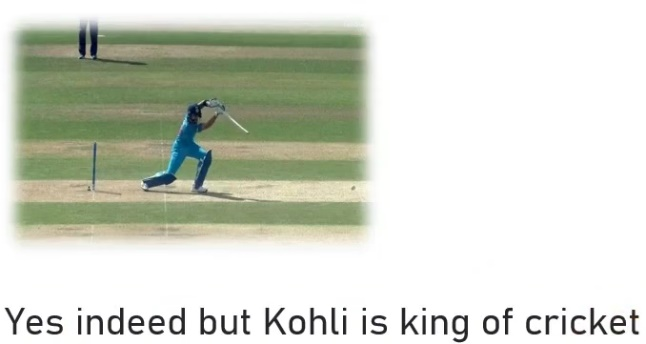 Yes indeed but Kohli is king of cricket